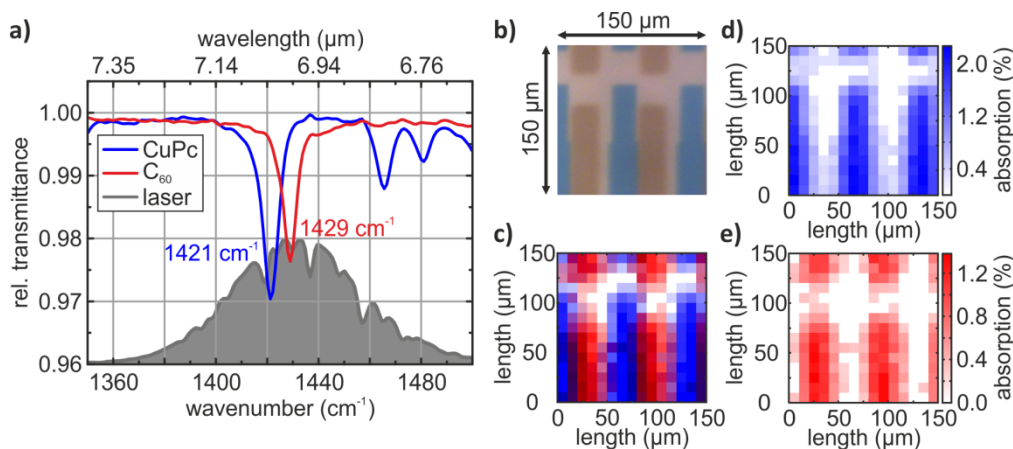 a)
wavelength (µm)
7.35 7.14 6.94 6.76
1.00
0.99
0.98
0.97
0.96
rel. transmittance
CuPc
C₆₀
laser
1421 cm⁻¹
1429 cm⁻¹
1360 1400 1440 1480
wavenumber (cm⁻¹)
b)
150 µm
150 µm
c)
length (µm)
150
100
50
0
0 50 100 150
length (µm)
d)
length (µm)
150
100
50
0
0 50 100 150
length (µm)
2.0
1.2
0.4
absorption (%)
e)
length (µm)
150
100
50
0
0 50 100 150
length (µm)
1.2
0.8
0.4
0.0
absorption (%)